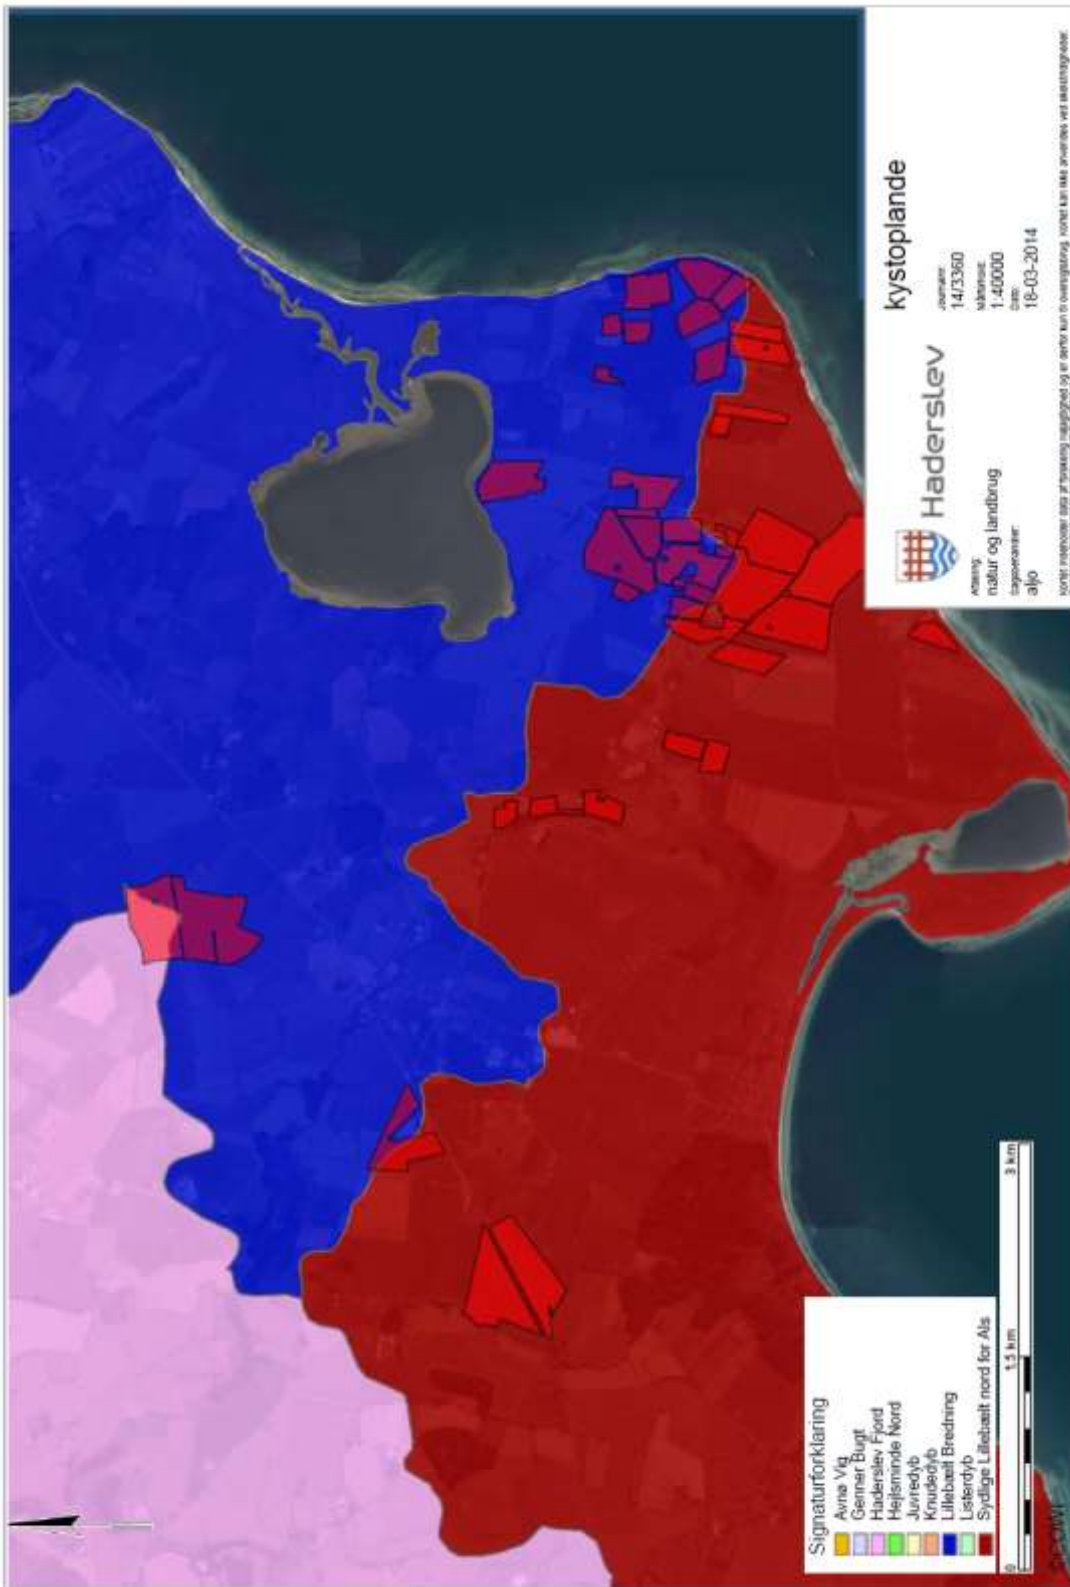 kystoplande
Haderslev
Journalnr:
14/3360
Målforhold:
1:40000
Dato:
18-03-2014
Afdeling:
natur og landbrug
Sagsbehandler:
aljo
Signaturforklaring
Avnø Vig
Genner Bugt
Haderslev Fjord
Hejlsminde Nord
Juvredyb
Knudedyb
Lillebælt Bredning
Listerdyb
Sydlige Lillebælt nord for Als
0
1.5 km
3 km